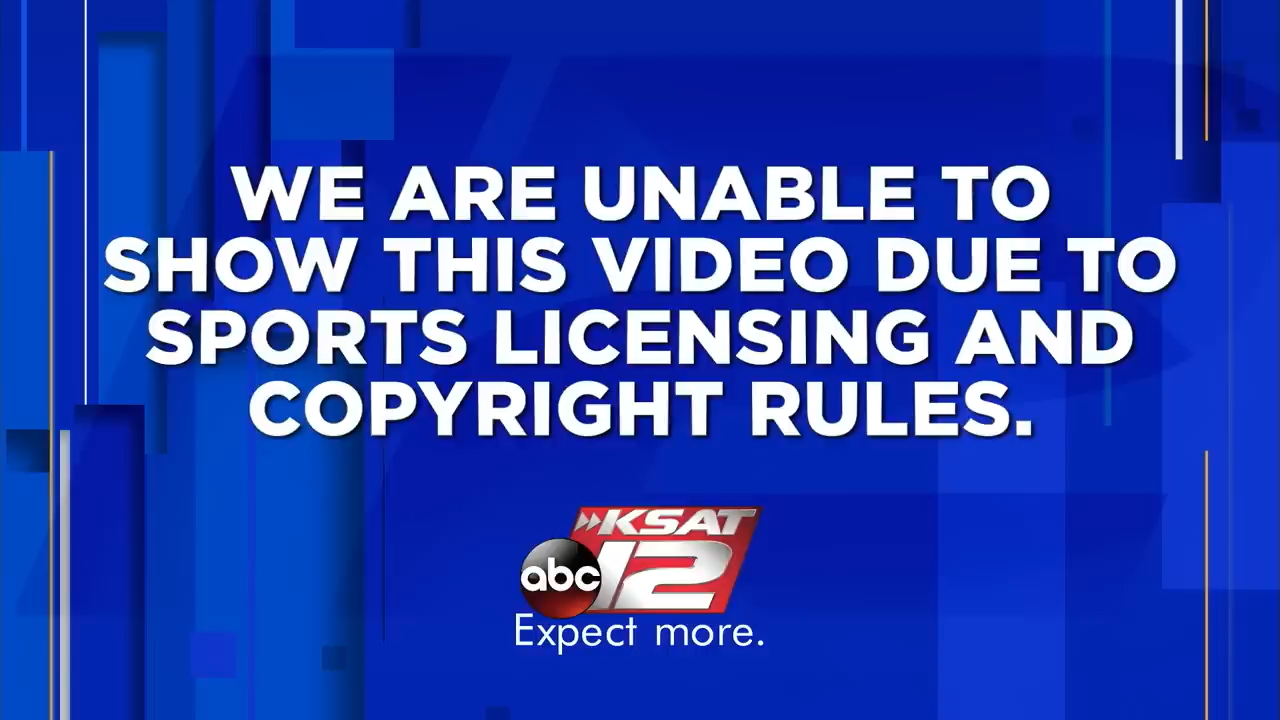 WE ARE UNABLE TO
SHOW THIS VIDEO DUE TO
SPORTS LICENSING AND
COPYRIGHT RULES.
KSAT
abc 12
Expect more.